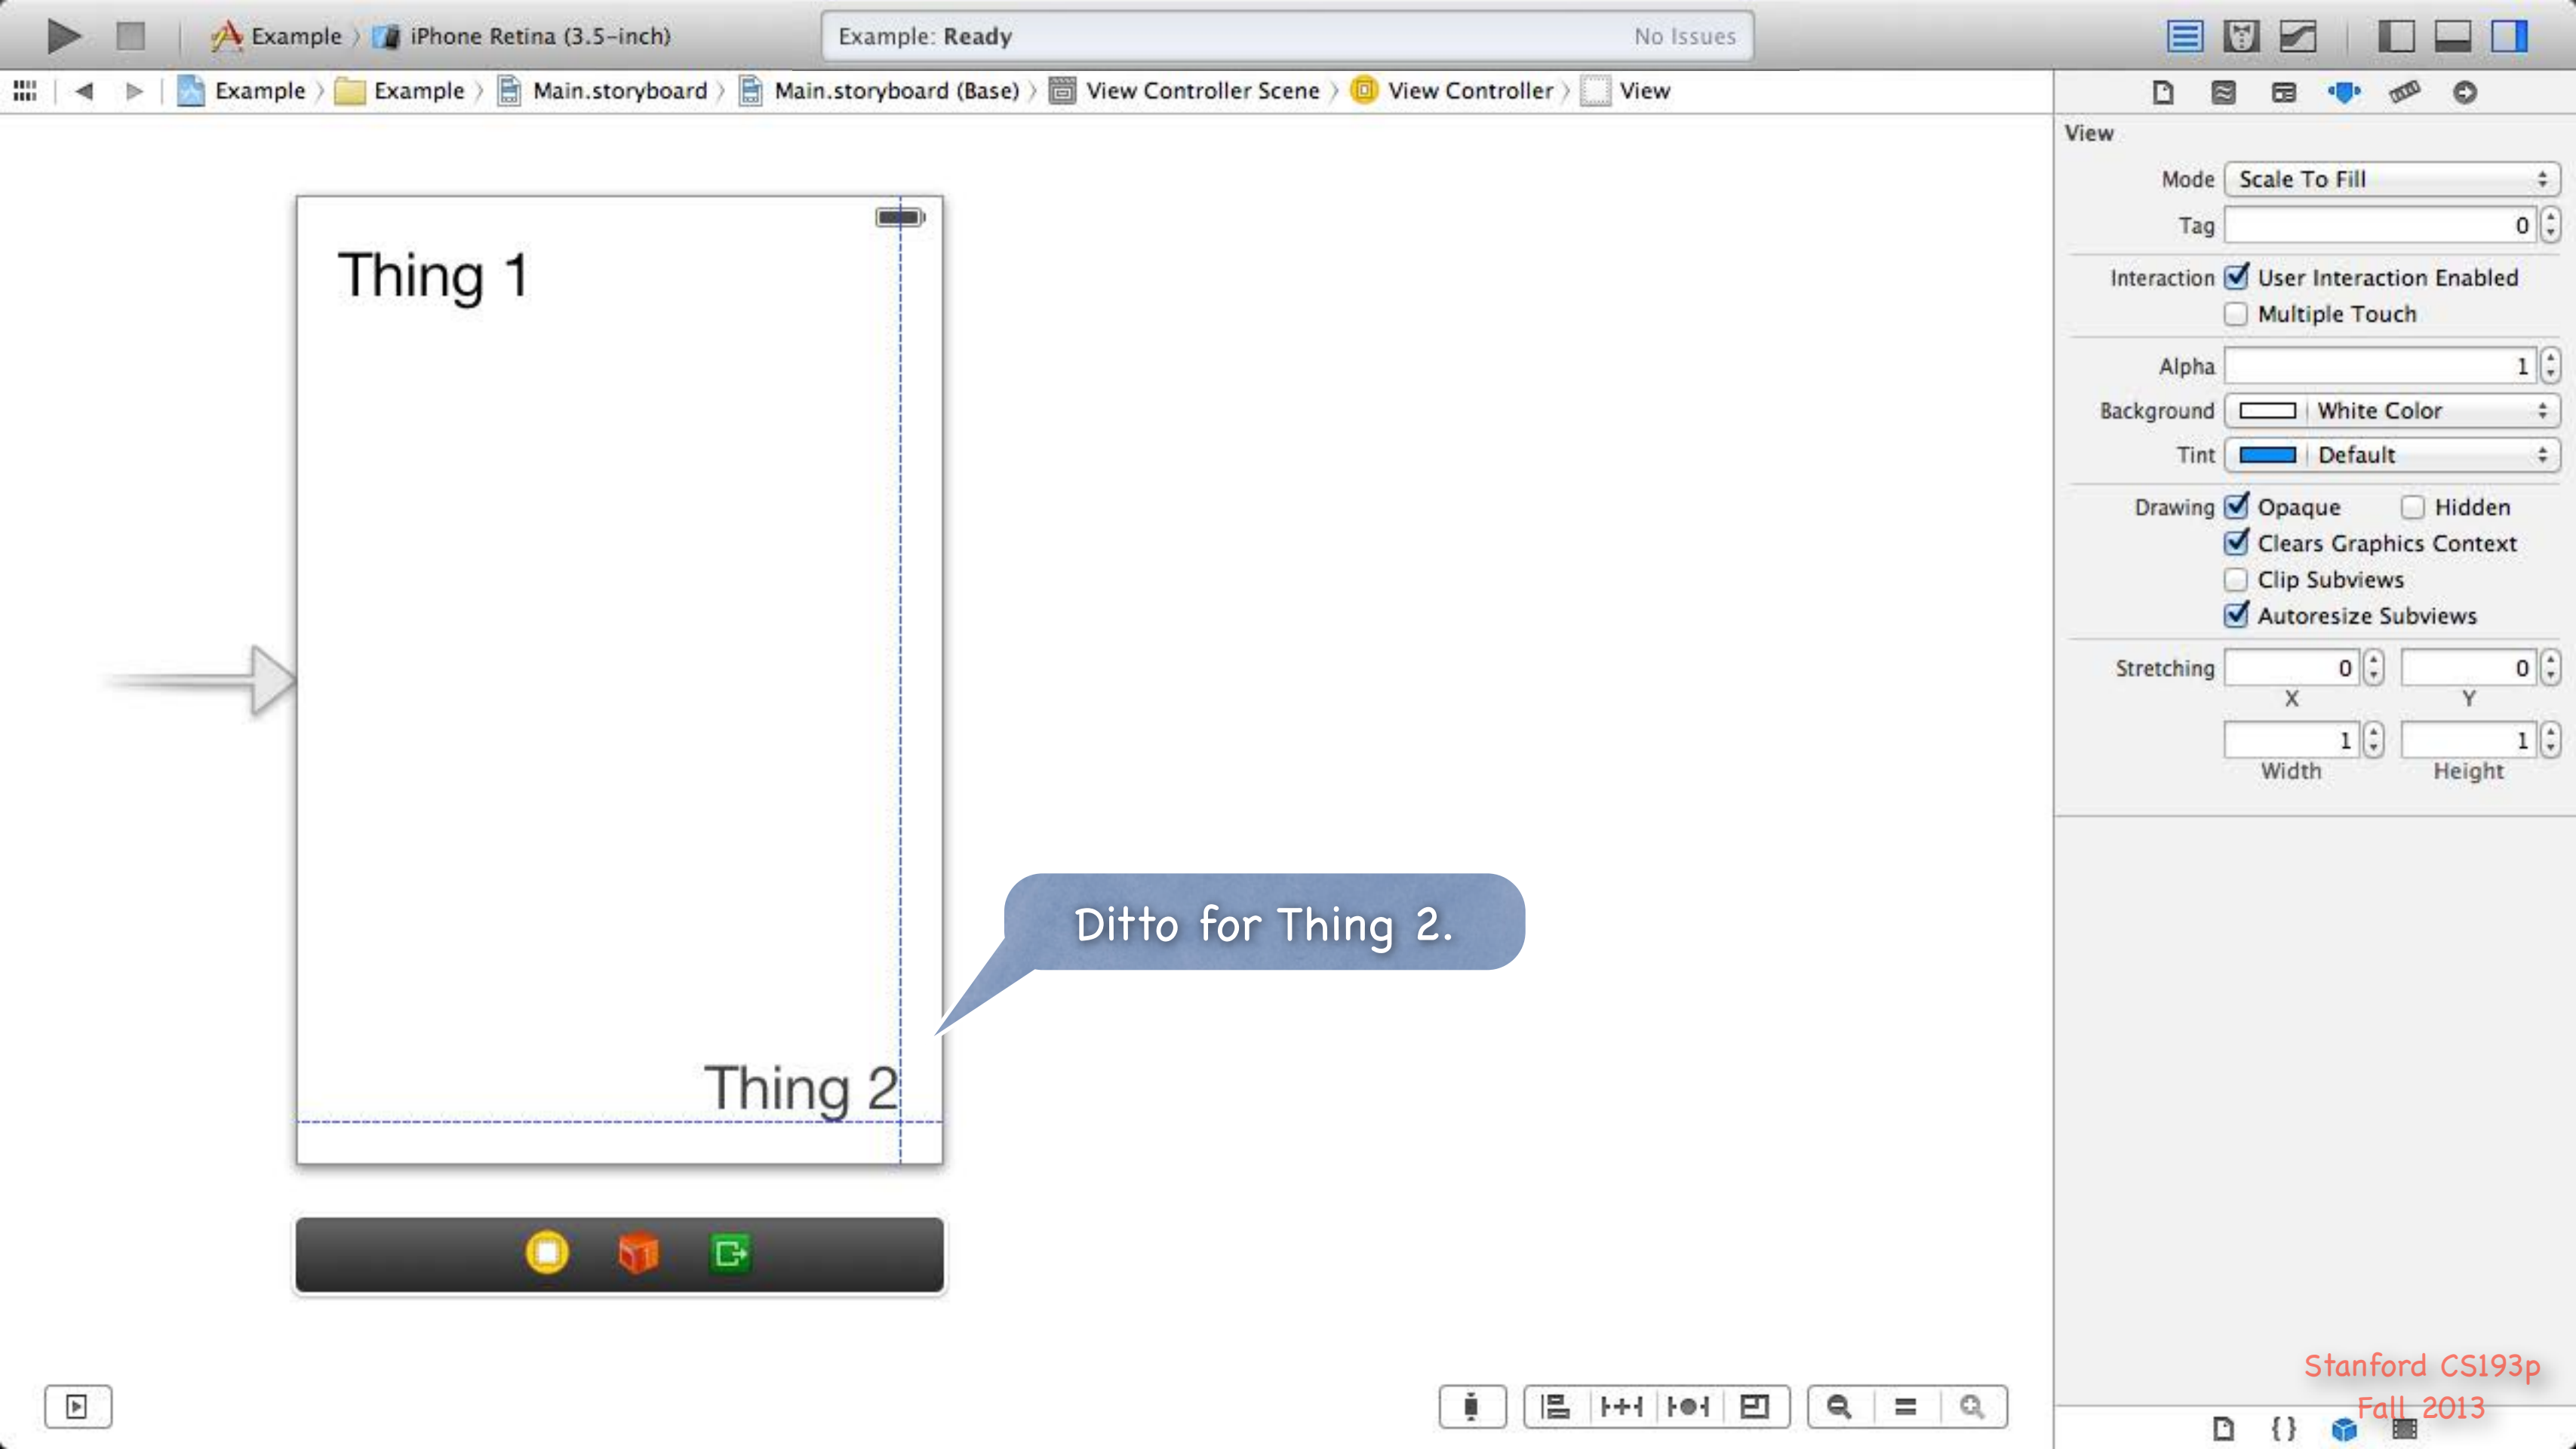 Example iPhone Retina (3.5-inch) Example: Ready No Issues
Example Example Main.storyboard Main.storyboard (Base) View Controller Scene View Controller View
View
Mode Scale To Fill
Tag 0
Interaction User Interaction Enabled
Multiple Touch
Alpha 1
Background White Color
Tint Default
Drawing Opaque Hidden
Clears Graphics Context
Clip Subviews
Autoresize Subviews
Stretching 0 0
X Y
1 1
Width Height
Thing 1
Ditto for Thing 2.
Thing 2
Stanford CS193p
Fall 2013